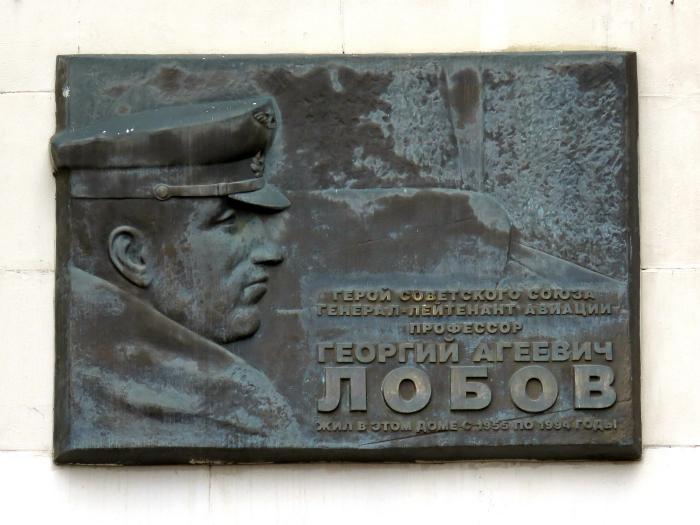 ГЕРОЙ СОВЕТСКОГО СОЮЗА
ГЕНЕРАЛ-ЛЕЙТЕНАНТ АВИАЦИИ
ПРОФЕССОР
ГЕОРГИЙ АГЕЕВИЧ
ЛОБОВ
ЖИЛ В ЭТОМ ДОМЕ С 1955 ПО 1994 ГОДЫ